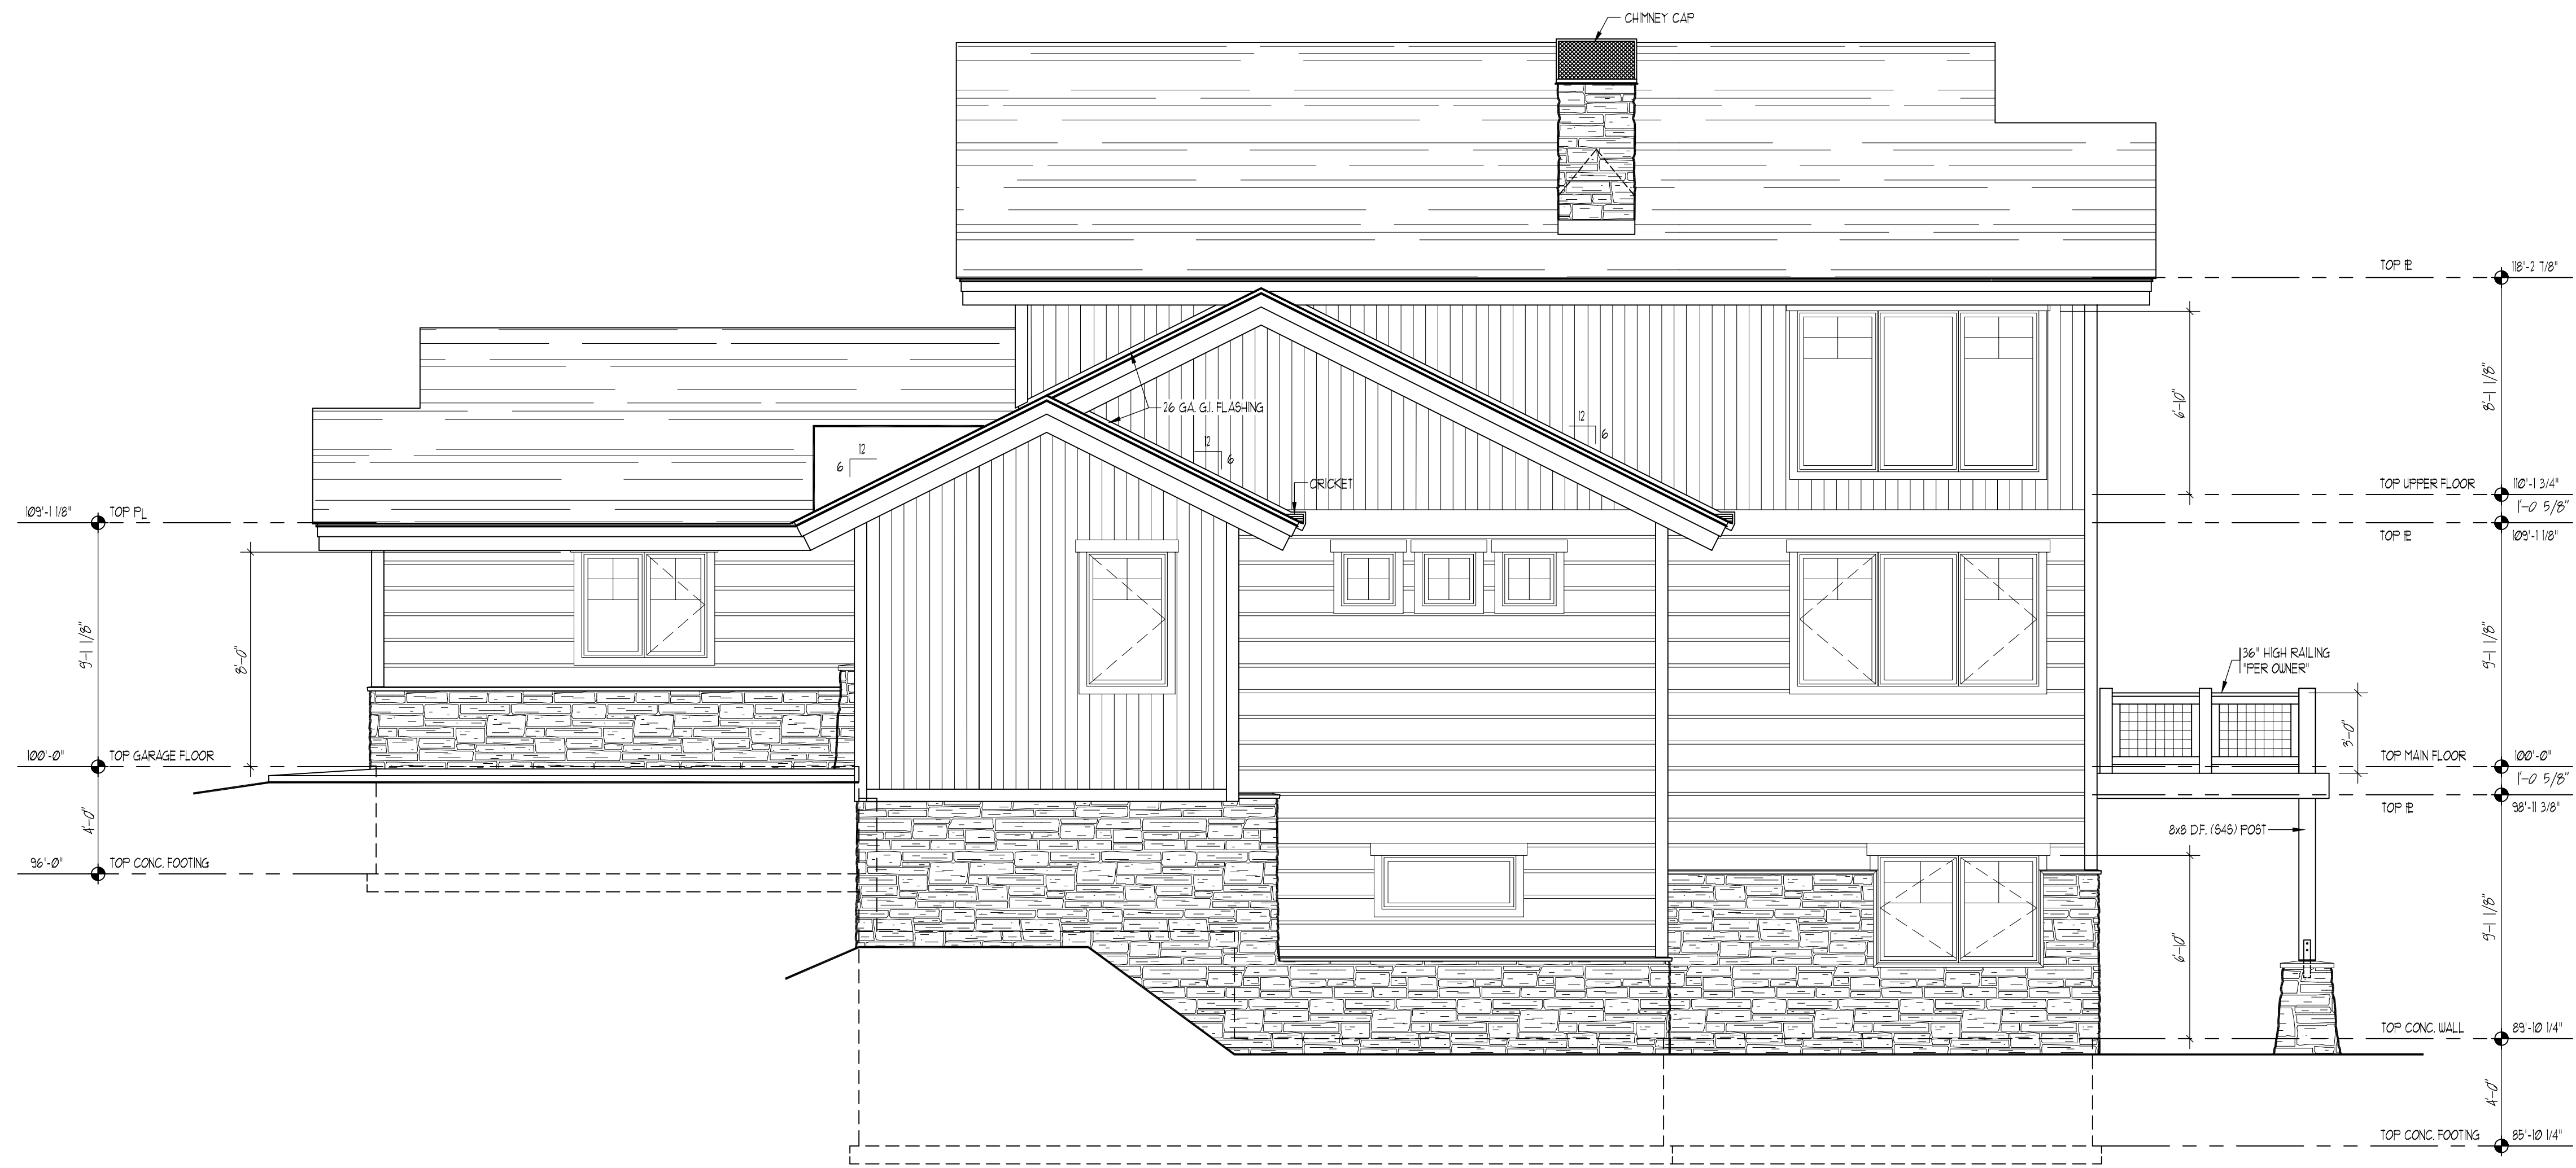 CHIMNEY CAP
TOP PL 118'-2 7/8"
8'-1 1/8"
6'-10"
26 GA. G.I. FLASHING
12
6
12
6
12
6
CRICKET
TOP UPPER FLOOR 110'-1 3/4"
1'-0 5/8"
109'-1 1/8" TOP PL
TOP PL 109'-1 1/8"
9'-1 1/8"
8'-0"
9'-1 1/8"
36" HIGH RAILING
"PER OWNER"
3'-0"
100'-0" TOP GARAGE FLOOR
TOP MAIN FLOOR 100'-0"
1'-0 5/8"
TOP PL 98'-11 3/8"
4'-0"
8x8 D.F. (S4S) POST
96'-0" TOP CONC. FOOTING
9'-1 1/8"
6'-10"
TOP CONC. WALL 89'-10 1/4"
4'-0"
TOP CONC. FOOTING 85'-10 1/4"